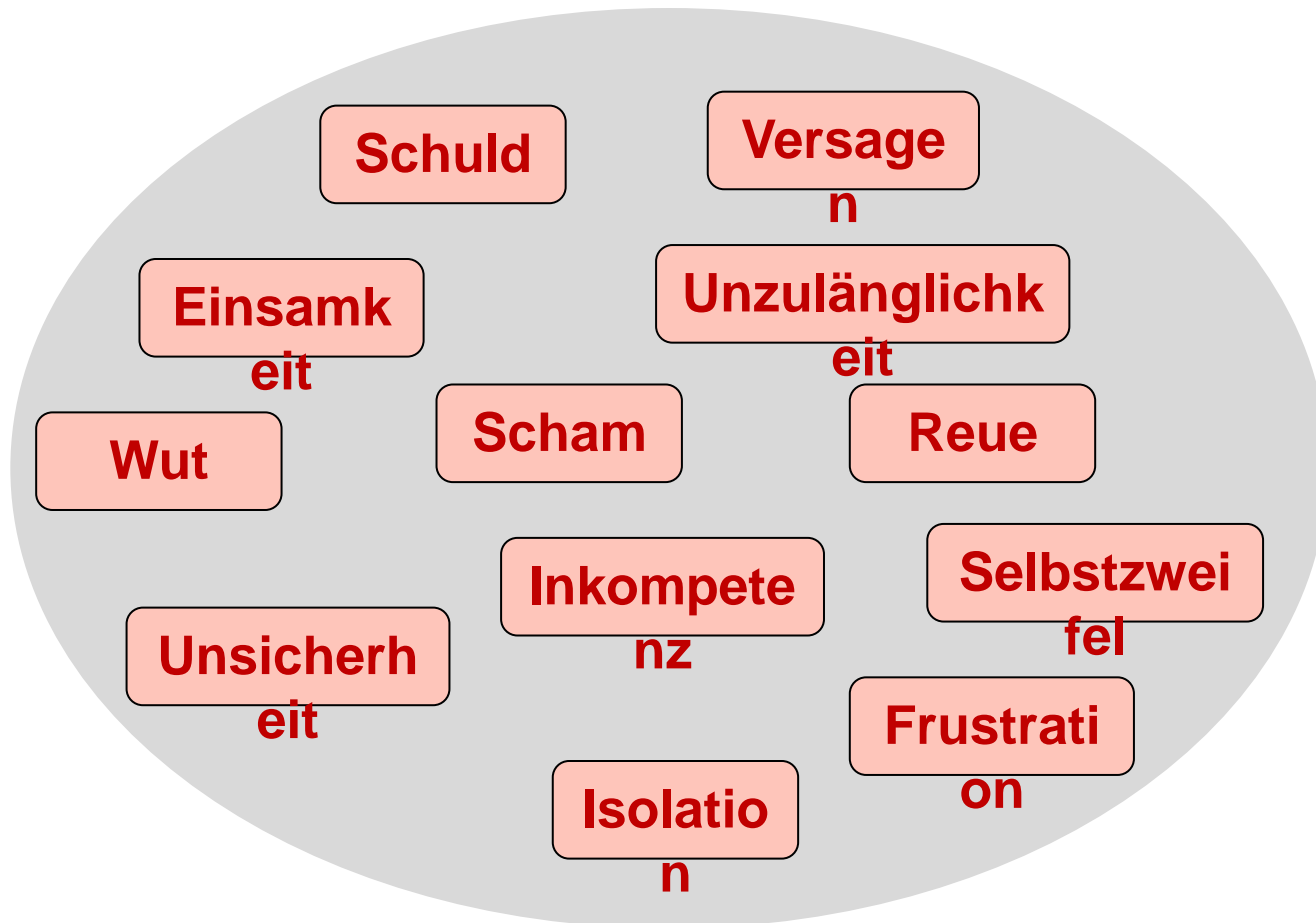 Schuld
Versage
n
Einsamk
eit
Unzulänglichk
eit
Wut
Scham
Reue
Inkompete
nz
Selbstzwei
fel
Unsicherh
eit
Frustrati
on
Isolatio
n